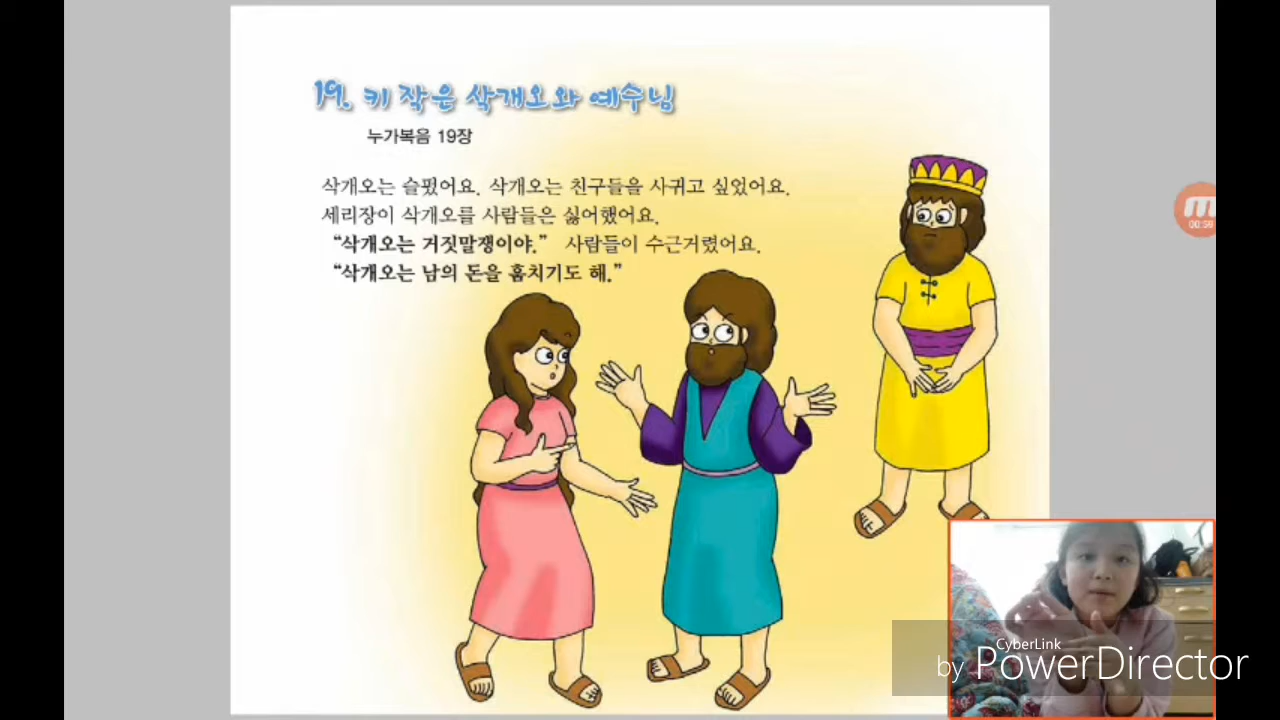 19. 키 작은 삭개오와 예수님
누가복음 19장
삭개오는 슬펐어요. 삭개오는 친구들을 사귀고 싶었어요.
세리장이 삭개오를 사람들은 싫어했어요.
“삭개오는 거짓말쟁이야.” 사람들이 수근거렸어요.
“삭개오는 남의 돈을 훔치기도 해.”
00:59
CyberLink
by PowerDirector